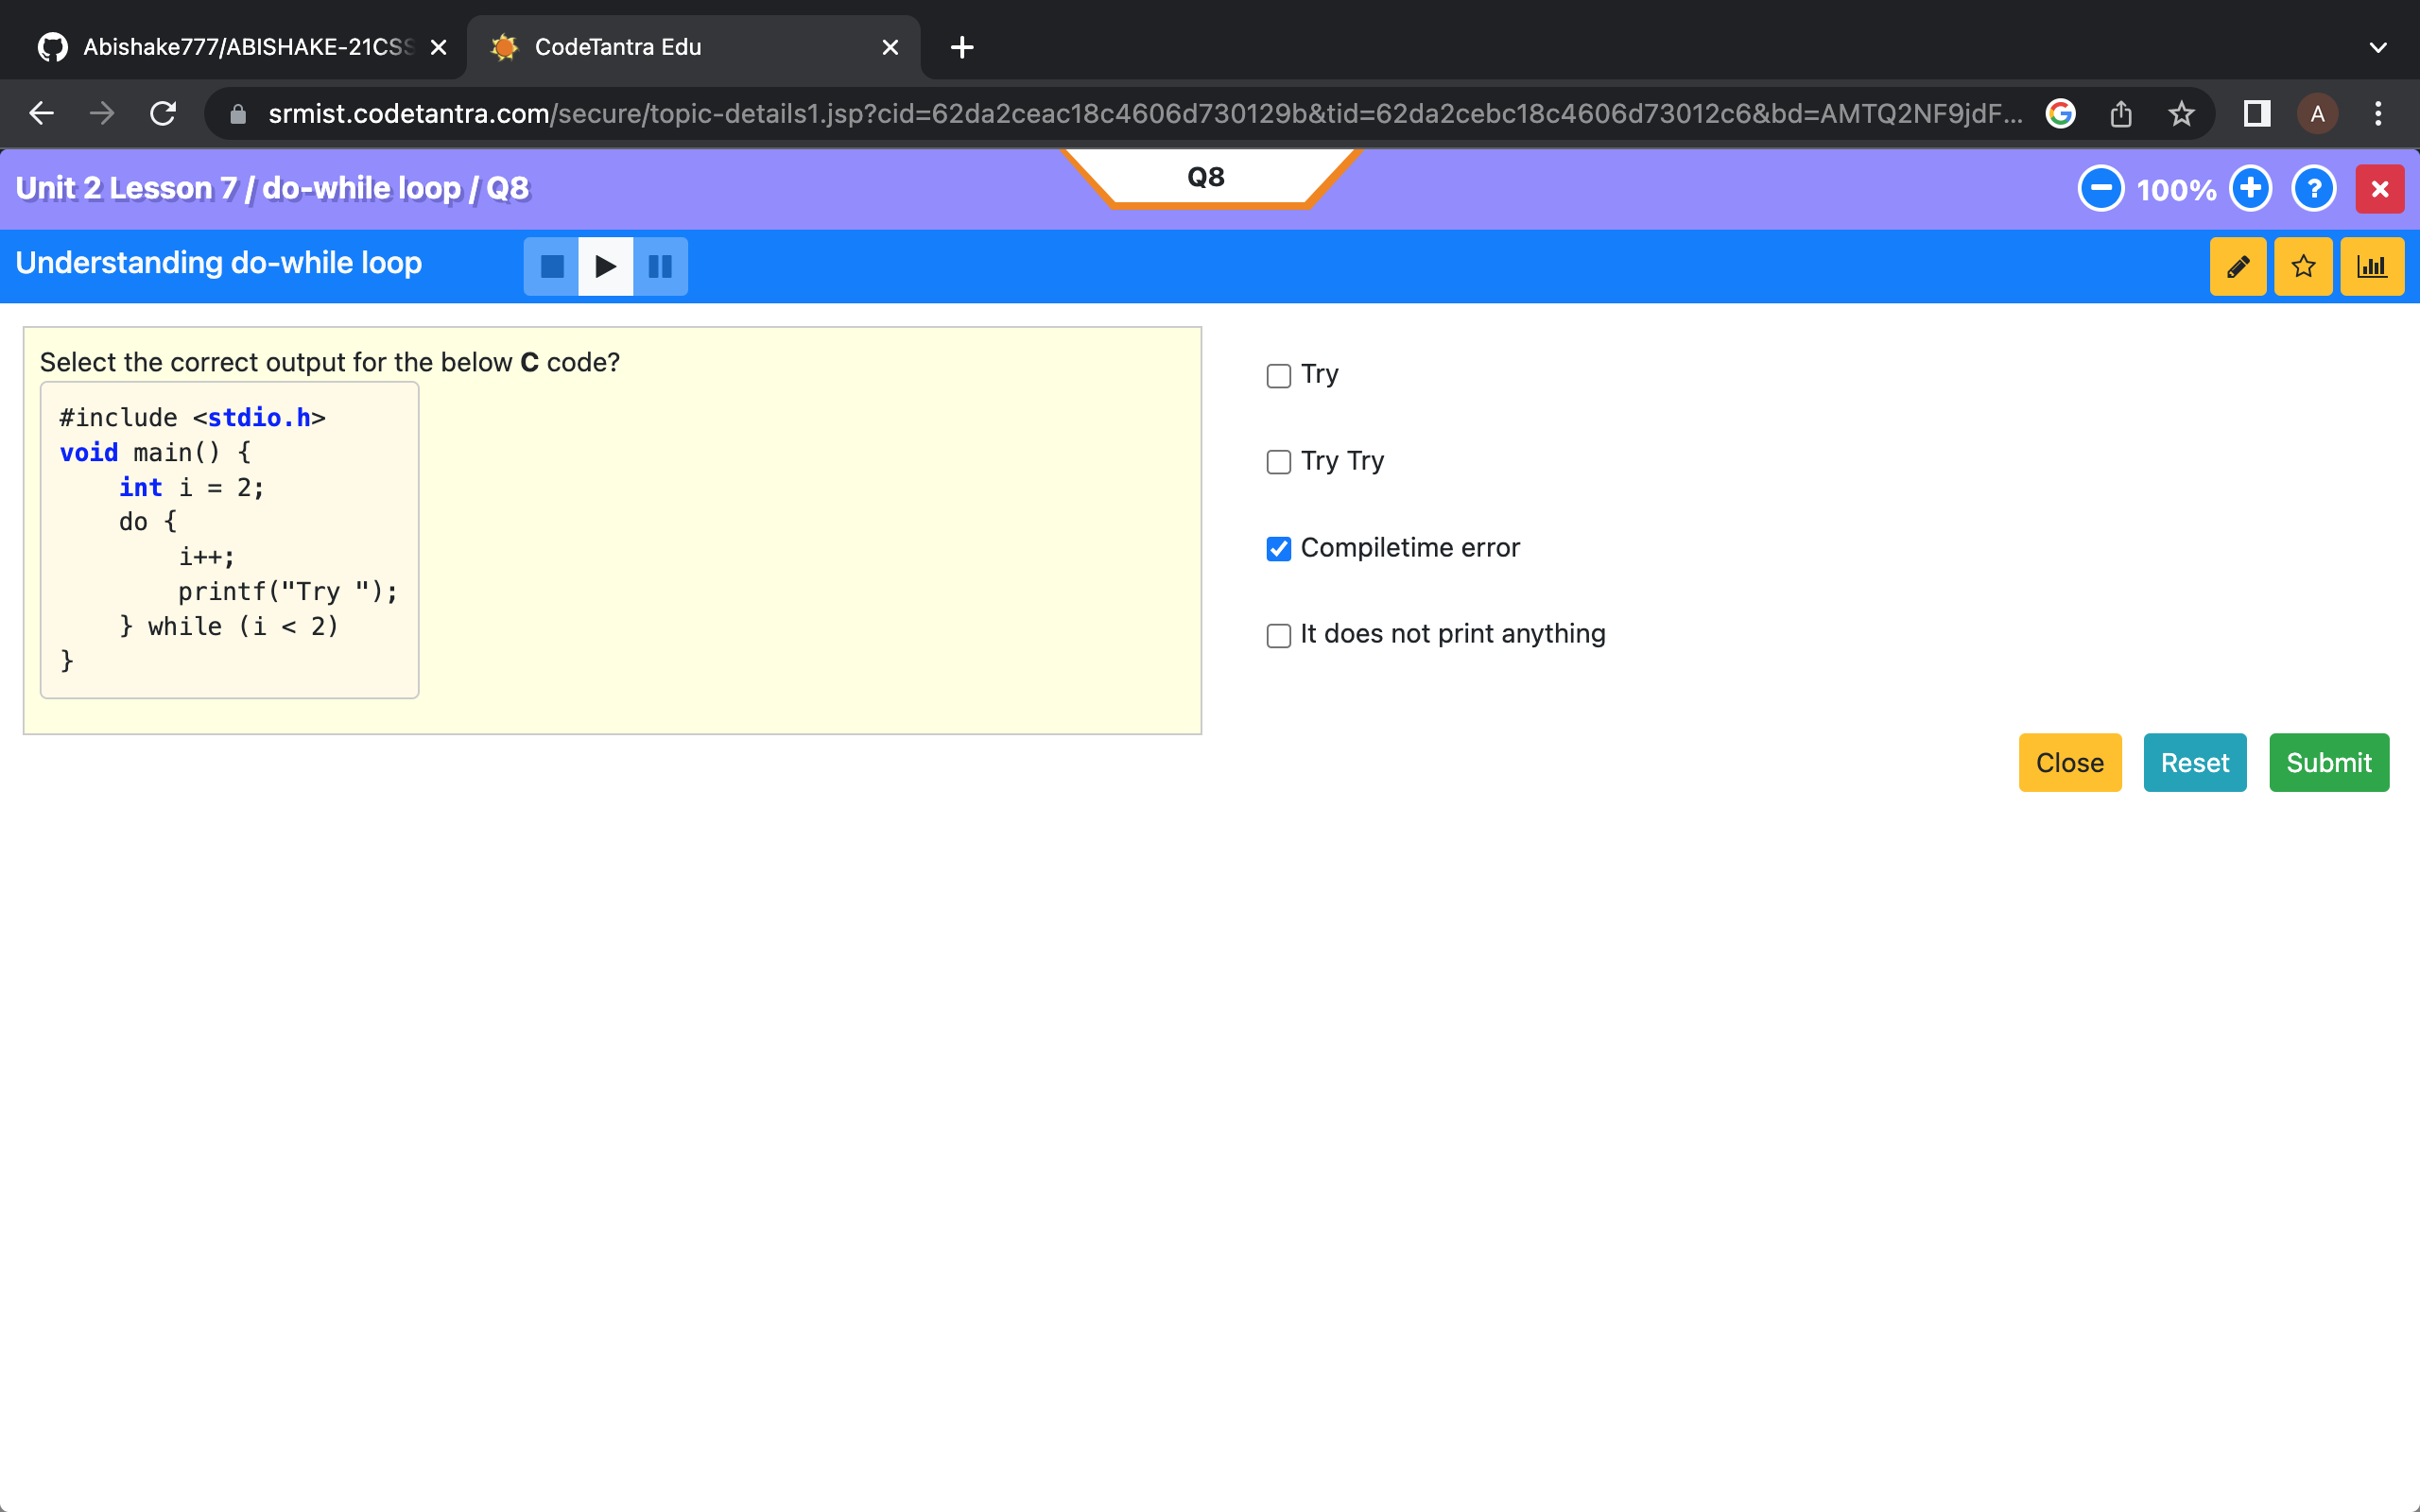 Abishake777/ABISHAKE-21CSS
CodeTantra Edu
srmist.codetantra.com/secure/topic-details1.jsp?cid=62da2ceac18c4606d730129b&tid=62da2cebc18c4606d73012c6&bd=AMTQ2NF9jdF...
A
Unit 2 Lesson 7 / do-while loop / Q8
Q8
100%
?
Understanding do-while loop
Select the correct output for the below C code?
#include <stdio.h>
void main() {
    int i = 2;
    do {
        i++;
        printf("Try ");
    } while (i < 2)
}
Try
Try Try
Compiletime error
It does not print anything
Close
Reset
Submit